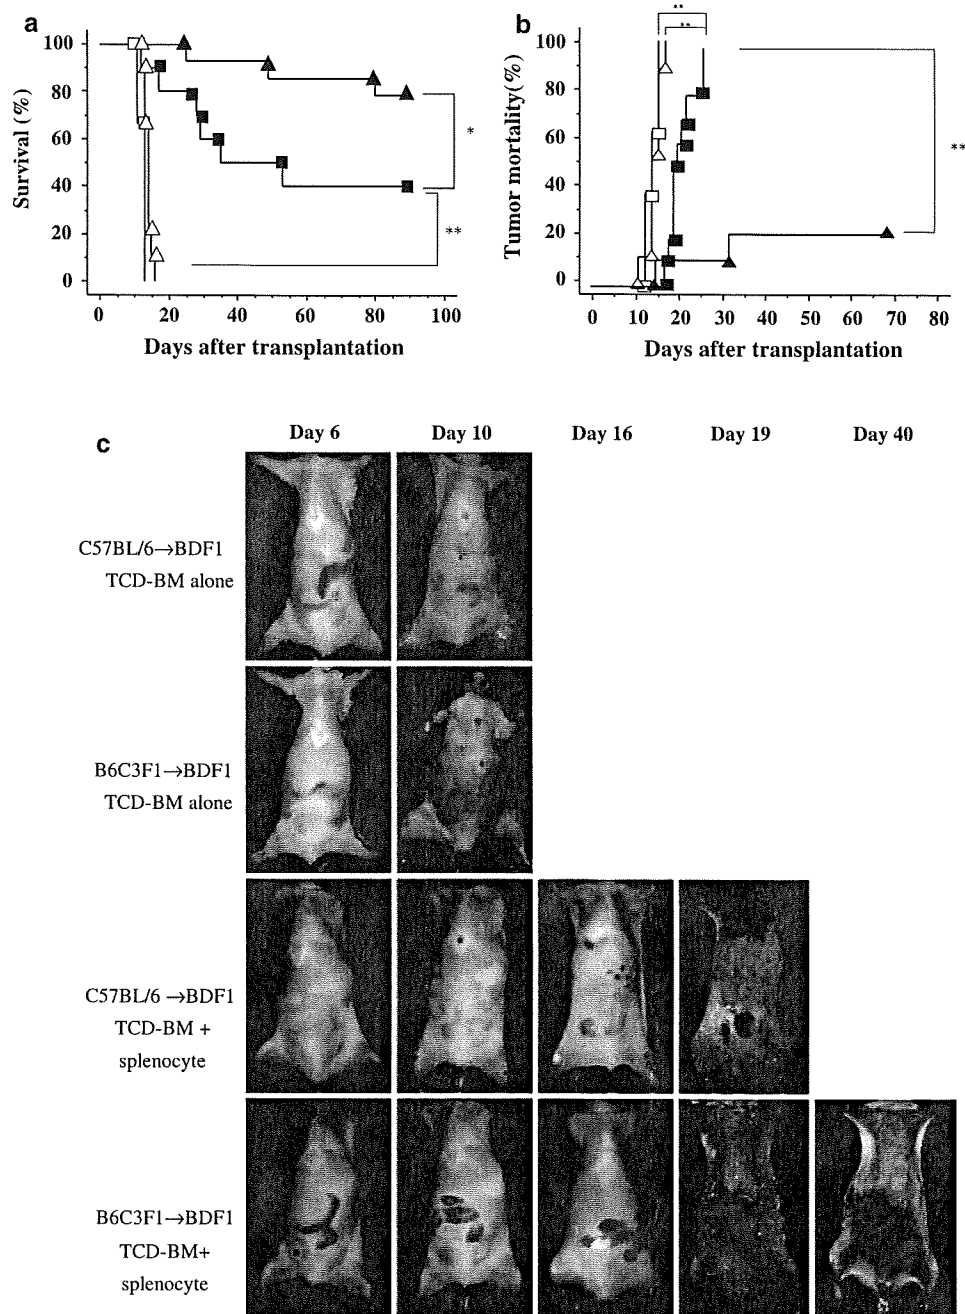 a
100
80
60
40
20
0
Survival (%)
*
**
0 20 40 60 80 100
Days after transplantation
b
100
80
60
40
20
0
Tumor mortality(%)
**
**
**
0 10 20 30 40 50 60 70 80
Days after transplantation
c
Day 6 Day 10 Day 16 Day 19 Day 40
C57BL/6→BDF1
TCD-BM alone
B6C3F1→BDF1
TCD-BM alone
C57BL/6 →BDF1
TCD-BM +
splenocyte
B6C3F1→BDF1
TCD-BM+
splenocyte